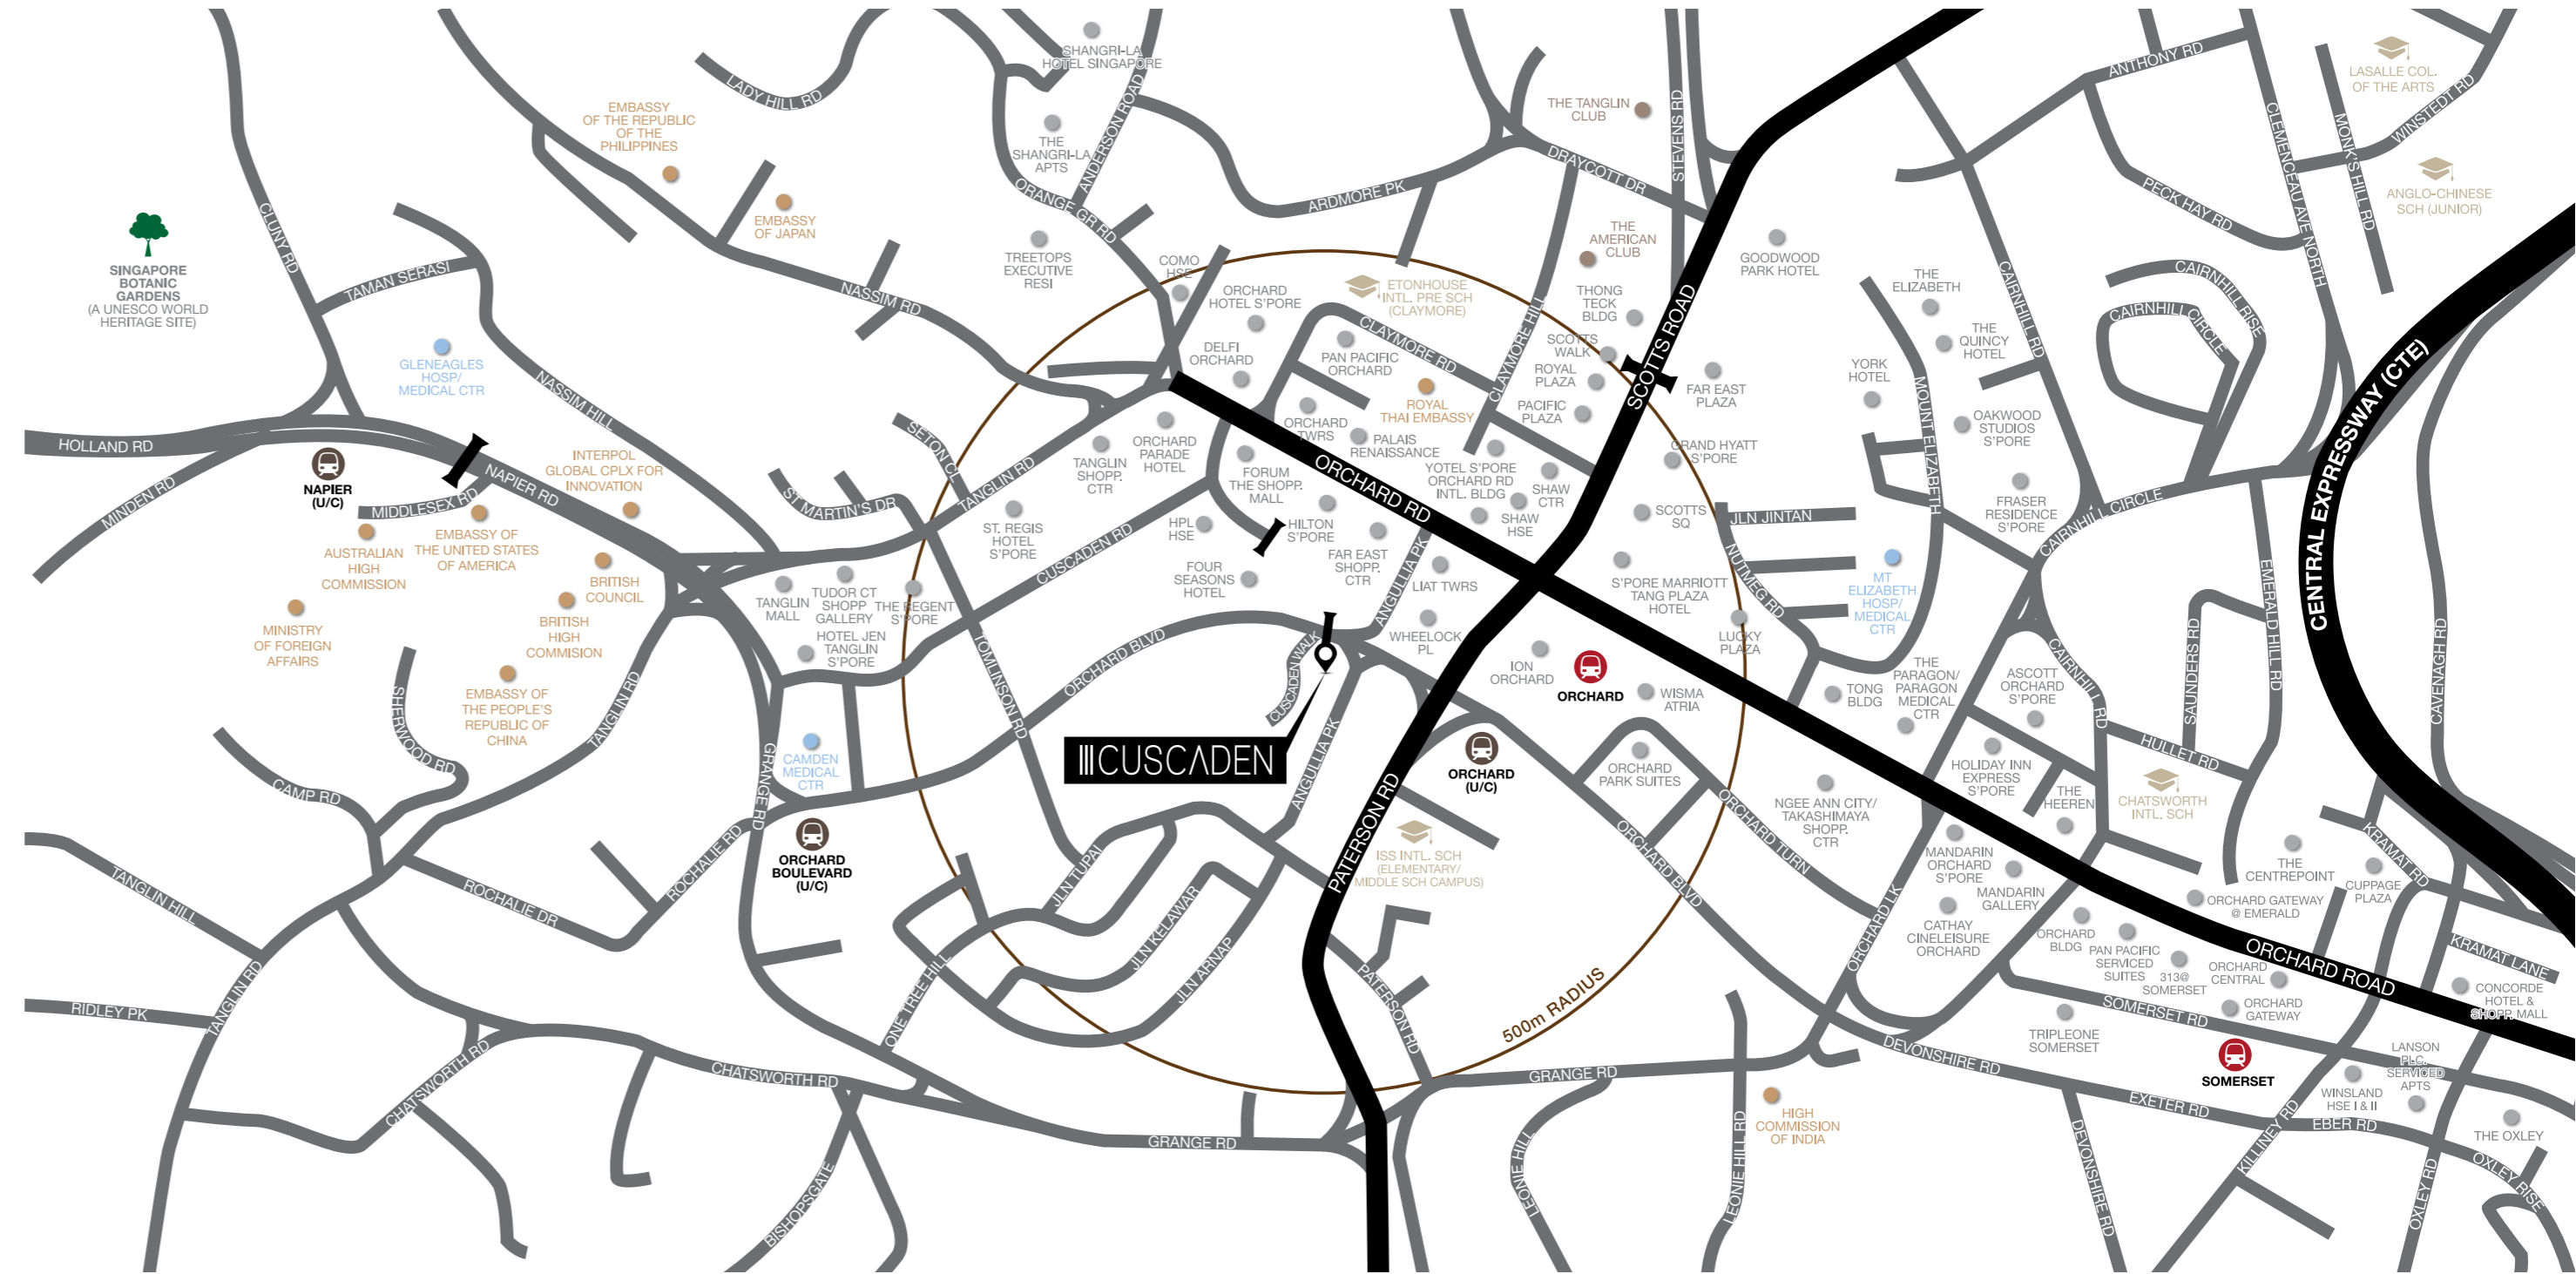 SHANGRI-LA
HOTEL SINGAPORE
LADY HILL RD
ANDERSON ROAD
EMBASSY
OF THE REPUBLIC
OF THE
PHILIPPINES
THE
SHANGRI-LA
APTS
ORANGE GR RD
ARDMORE PK
THE TANGLIN
CLUB
DRAYCOTT DR
STEVENS RD
ANTHONY RD
CLEMENCEAU AVE NORTH
MONK'S HILL RD
WINSTEDT RD
LASALLE COL.
OF THE ARTS
ANGLO-CHINESE
SCH (JUNIOR)
PECK HAY RD
CLUNY RD
SINGAPORE
BOTANIC
GARDENS
(A UNESCO WORLD
HERITAGE SITE)
TAMAN SERASI
EMBASSY
OF JAPAN
NASSIM RD
TREETOPS
EXECUTIVE
RESI
COMO
HSE
ORCHARD
HOTEL S'PORE
ETONHOUSE
INTL. PRE SCH
(CLAYMORE)
THE
AMERICAN
CLUB
GOODWOOD
PARK HOTEL
THONG
TECK
BLDG
SCOTTS
WALK
SCOTTS ROAD
THE
ELIZABETH
THE
QUINCY
HOTEL
CAIRNHILL RD
CAIRNHILL RISE
CAIRNHILL CIRCLE
GLENEAGLES
HOSP/
MEDICAL CTR
NASSIM HILL
DELFI
ORCHARD
PAN PACIFIC
ORCHARD
CLAYMORE RD
CLAYMORE HILL
ROYAL
THAI EMBASSY
ROYAL
PLAZA
PACIFIC
PLAZA
FAR EAST
PLAZA
YORK
HOTEL
MOUNT ELIZABETH
OAKWOOD
STUDIOS
S'PORE
CENTRAL EXPRESSWAY (CTE)
HOLLAND RD
MINDEN RD
NAPIER
(U/C)
NAPIER RD
MIDDLESEX RD
INTERPOL
GLOBAL CPLX FOR
INNOVATION
SETON CL
TANGLIN RD
ST. MARTIN'S DR
TANGLIN
SHOPP.
CTR
ORCHARD
PARADE
HOTEL
ORCHARD
TWRS
PALAIS
RENAISSANCE
FORUM
THE SHOPP.
MALL
ORCHARD RD
YOTEL S'PORE
ORCHARD RD
INTL. BLDG
SHAW
CTR
SHAW
HSE
GRAND HYATT
S'PORE
SCOTTS
SQ
JLN JINTAN
NUTMEG RD
FRASER
RESIDENCE
S'PORE
CAIRNHILL CIRCLE
AUSTRALIAN
HIGH
COMMISSION
EMBASSY OF
THE UNITED STATES
OF AMERICA
BRITISH
COUNCIL
BRITISH
HIGH
COMMISION
ST. REGIS
HOTEL
S'PORE
CUSCADEN RD
HPL
HSE
HILTON
S'PORE
FAR EAST
SHOPP.
CTR
FOUR
SEASONS
HOTEL
ANGULLIA PK
LIAT TWRS
WHEELOCK
PL
S'PORE MARRIOTT
TANG PLAZA
HOTEL
LUCKY
PLAZA
MT
ELIZABETH
HOSP/
MEDICAL
CTR
EMERALD HILL RD
CAVENAGH RD
SAUNDERS RD
MINISTRY
OF FOREIGN
AFFAIRS
SHERWOOD RD
EMBASSY OF
THE PEOPLE'S
REPUBLIC OF
CHINA
TANGLIN RD
TANGLIN
MALL
TUDOR CT
SHOPP
GALLERY
THE REGENT
S'PORE
HOTEL JEN
TANGLIN
S'PORE
TOMLINSON RD
ORCHARD BLVD
CUSCADEN WALK
CUSCADEN
ANGULLIA PK
ION
ORCHARD
ORCHARD
WISMA
ATRIA
TONG
BLDG
THE
PARAGON/
PARAGON
MEDICAL
CTR
ASCOTT
ORCHARD
S'PORE
CAIRNHILL RD
HULLET RD
CAMP RD
GRANGE RD
CAMDEN
MEDICAL
CTR
ORCHARD
BOULEVARD
(U/C)
PATERSON RD
ORCHARD
(U/C)
ORCHARD
PARK SUITES
ORCHARD TURN
NGEE ANN CITY/
TAKASHIMAYA
SHOPP.
CTR
HOLIDAY INN
EXPRESS
S'PORE
THE
HEEREN
CHATSWORTH
INTL. SCH
TANGLIN HILL
ROCHALIE DR
ROCHALIE RD
JLN TUPAI
JLN KELAWAR
JLN ARNAP
ISS INTL. SCH
(ELEMENTARY/
MIDDLE SCH CAMPUS)
ORCHARD BLVD
MANDARIN
ORCHARD
S'PORE
MANDARIN
GALLERY
CATHAY
CINELEISURE
ORCHARD
ORCHARD LK
ORCHARD
BLDG
PAN PACIFIC
SERVICED
SUITES
313@
SOMERSET
ORCHARD GATEWAY
@ EMERALD
THE
CENTREPOINT
CUPPAGE
PLAZA
KRAMAT RD
KRAMAT LANE
ORCHARD
CENTRAL
ORCHARD
GATEWAY
ORCHARD ROAD
CONCORDE
HOTEL &
SHOPP. MALL
RIDLEY PK
TANGLIN RD
CHATSWORTH RD
CHATSWORTH RD
ONE TREE HILL
PATERSON RD
500m RADIUS
GRANGE RD
GRANGE RD
BISHOPSGATE
LEONIE HILL
LEONIE HILL RD
HIGH
COMMISSION
OF INDIA
DEVONSHIRE RD
SOMERSET RD
TRIPLEONE
SOMERSET
SOMERSET
EXETER RD
EBER RD
DEVONSHIRE RD
KILLINEY RD
WINSLAND
HSE I & II
LANSON
PLC.
SERVICED
APTS
THE OXLEY
OXLEY RD
OXLEY RISE